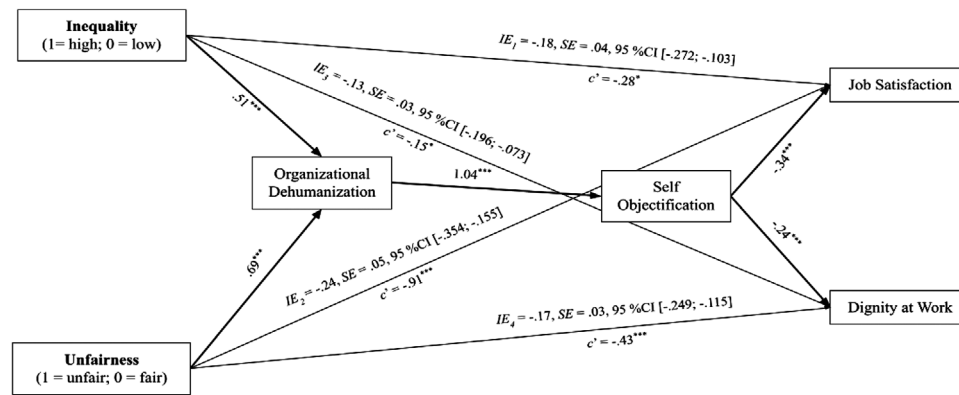 Inequality
(1= high; 0 = low)
IE₁ = -.18, SE = .04, 95 %CI [-.272; -.103]
c' = -.28*
Job Satisfaction
IE₃ = -.13, SE = .03, 95 %CI [-.196; -.073]
c' = -.15*
.51***
Organizational
Dehumanization
1.04***
Self
Objectification
-.34***
-.24***
.69***
IE₂ = -.24, SE = .05, 95 %CI [-.354; -.155]
c' = -.91***
IE₄ = -.17, SE = .03, 95 %CI [-.249; -.115]
c' = -.43***
Dignity at Work
Unfairness
(1 = unfair; 0 = fair)